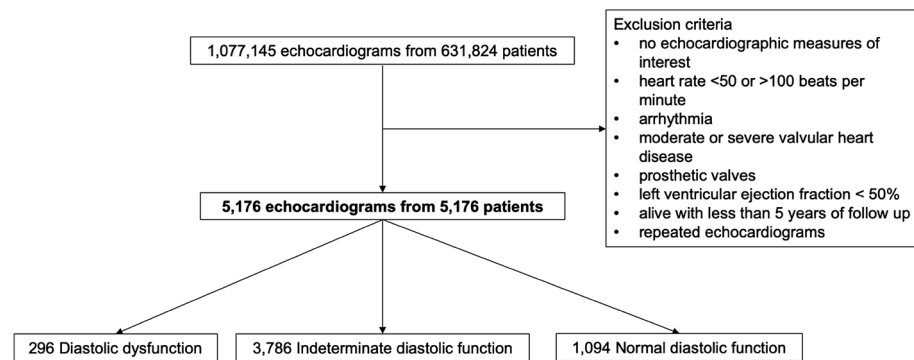 1,077,145 echocardiograms from 631,824 patients
Exclusion criteria
• no echocardiographic measures of
interest
• heart rate <50 or >100 beats per
minute
• arrhythmia
• moderate or severe valvular heart
disease
• prosthetic valves
• left ventricular ejection fraction < 50%
• alive with less than 5 years of follow up
• repeated echocardiograms
5,176 echocardiograms from 5,176 patients
296 Diastolic dysfunction
3,786 Indeterminate diastolic function
1,094 Normal diastolic function